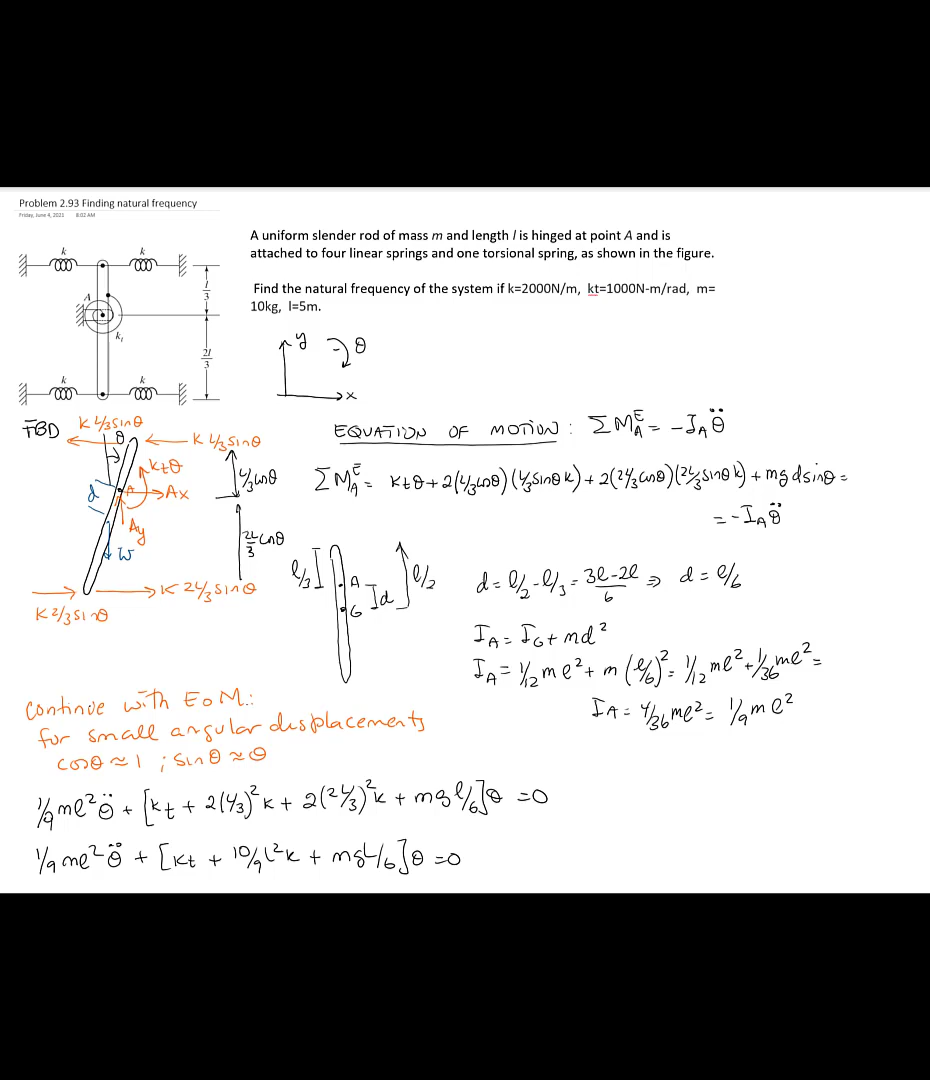 Problem 2.93 Finding natural frequency
Friday, June 4, 2021 8:02 AM
A uniform slender rod of mass m and length l is hinged at point A and is
attached to four linear springs and one torsional spring, as shown in the figure.
Find the natural frequency of the system if k=2000N/m, kt=1000N-m/rad, m=
10kg, l=5m.
k k
l/3
A
k_t
2l/3
k k
y θ
x
FBD
K L/3 sinθ
θ
K L/3 sinθ
Ktθ
d A Ax
Ay
W
K 2L/3 sinθ
K 2/3 sinθ
L/3 cosθ
2L/3 cosθ
EQUATION OF MOTION : ΣM_A^E = -I_A θ̈
ΣM_A^E = Ktθ + 2(L/3 cosθ)(L/3 sinθ k) + 2(2L/3 cosθ)(2L/3 sinθ k) + mg d sinθ =
= -I_A θ̈
l/3 A G d l/2
d = l/2 - l/3 = 3l-2l/6 ⇒ d = l/6
I_A = I_G + md²
I_A = 1/12 ml² + m (l/6)² = 1/12 ml² + 1/36 ml² =
I_A = 4/36 ml² = 1/9 ml²
Continue with EoM.:
for small angular displacements
cosθ ≈ 1 ; sinθ ≈ θ
1/9 ml² θ̈ + [kt + 2(L/3)² k + 2(2L/3)² k + mg l/6]θ = 0
1/9 ml² θ̈ + [kt + 10/9 L² k + mg L/6]θ = 0